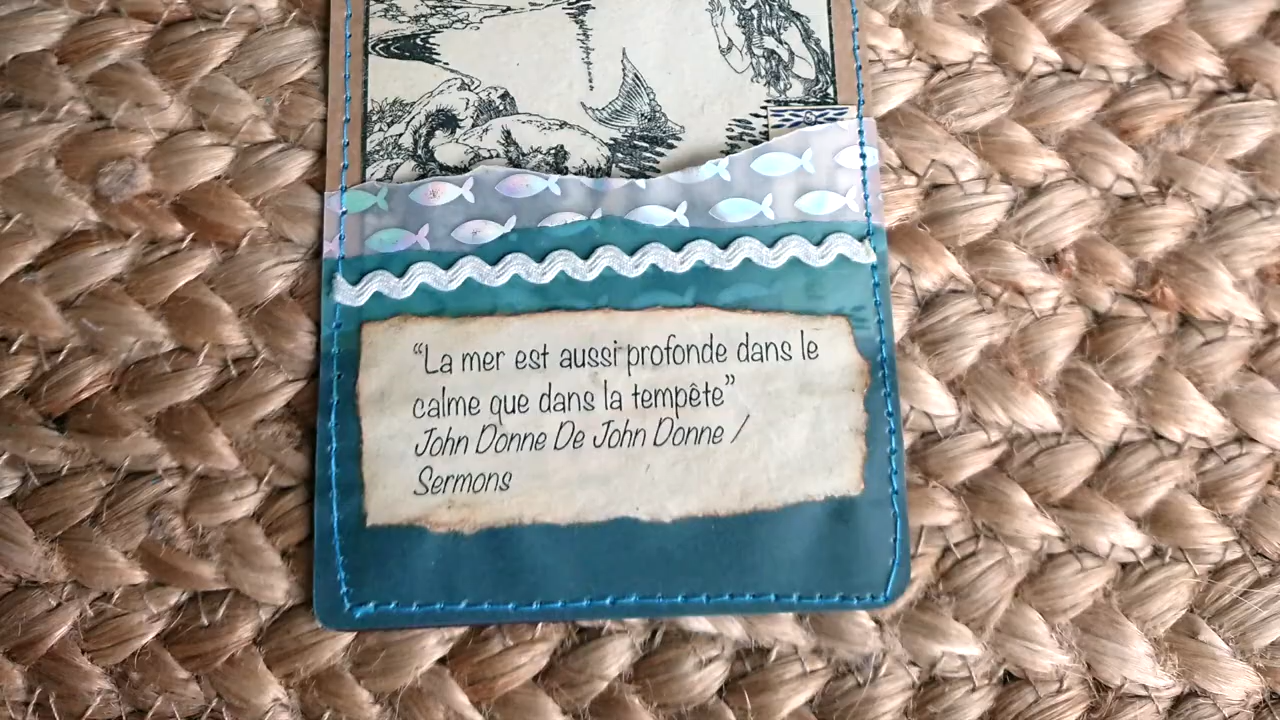 “La mer est aussi profonde dans le
calme que dans la tempête”
John Donne De John Donne /
Sermons